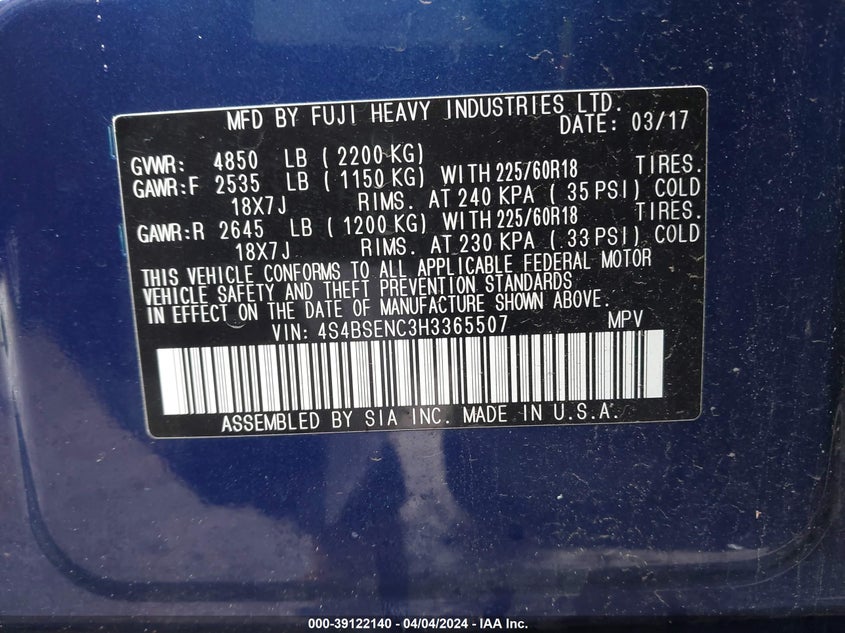 MFD BY FUJI HEAVY INDUSTRIES LTD.
DATE: 03/17
GVWR: 4850 LB ( 2200 KG)
GAWR:F 2535 LB ( 1150 KG) WITH 225/60R18 TIRES.
18X7J RIMS. AT 240 KPA ( 35 PSI) COLD
GAWR:R 2645 LB ( 1200 KG) WITH 225/60R18 TIRES.
18X7J RIMS. AT 230 KPA ( 33 PSI) COLD
THIS VEHICLE CONFORMS TO ALL APPLICABLE FEDERAL MOTOR
VEHICLE SAFETY AND THEFT PREVENTION STANDARDS
IN EFFECT ON THE DATE OF MANUFACTURE SHOWN ABOVE.
VIN: 4S4BSENC3H3365507 MPV
ASSEMBLED BY SIA INC. MADE IN U.S.A.
000-39122140 - 04/04/2024 - IAA Inc.